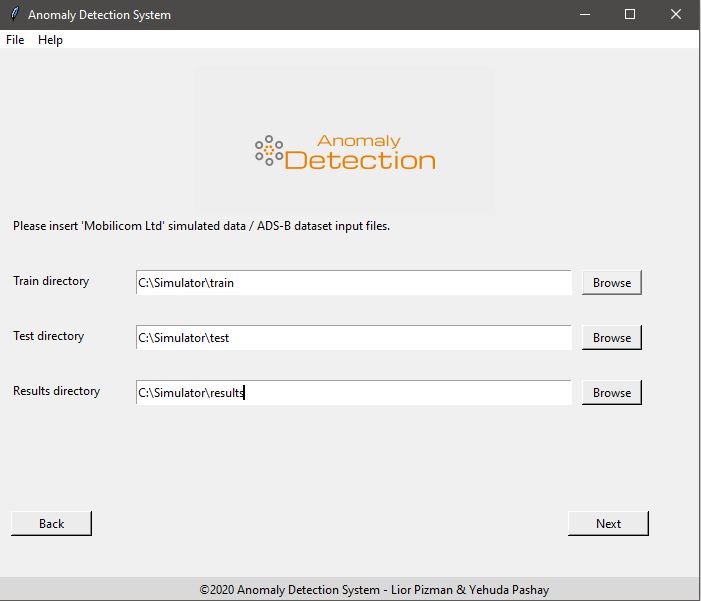 Anomaly Detection System
File Help
Anomaly
Detection
Please insert 'Mobilicom Ltd' simulated data / ADS-B dataset input files.
Train directory C:\Simulator\train Browse
Test directory C:\Simulator\test Browse
Results directory C:\Simulator\results Browse
Back Next
©2020 Anomaly Detection System - Lior Pizman & Yehuda Pashay